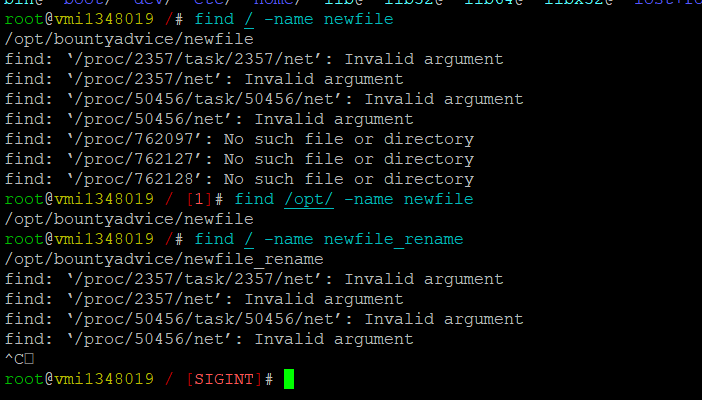 bin@ boot/ dev/ etc@ home/ lib@ lib32@ lib64@ libx32@ lost+fo
root@vmi1348019 /# find / -name newfile
/opt/bountyadvice/newfile
find: ‘/proc/2357/task/2357/net’: Invalid argument
find: ‘/proc/2357/net’: Invalid argument
find: ‘/proc/50456/task/50456/net’: Invalid argument
find: ‘/proc/50456/net’: Invalid argument
find: ‘/proc/762097’: No such file or directory
find: ‘/proc/762127’: No such file or directory
find: ‘/proc/762128’: No such file or directory
root@vmi1348019 / [1]# find /opt/ -name newfile
/opt/bountyadvice/newfile
root@vmi1348019 /# find / -name newfile_rename
/opt/bountyadvice/newfile_rename
find: ‘/proc/2357/task/2357/net’: Invalid argument
find: ‘/proc/2357/net’: Invalid argument
find: ‘/proc/50456/task/50456/net’: Invalid argument
find: ‘/proc/50456/net’: Invalid argument
^C
root@vmi1348019 / [SIGINT]#